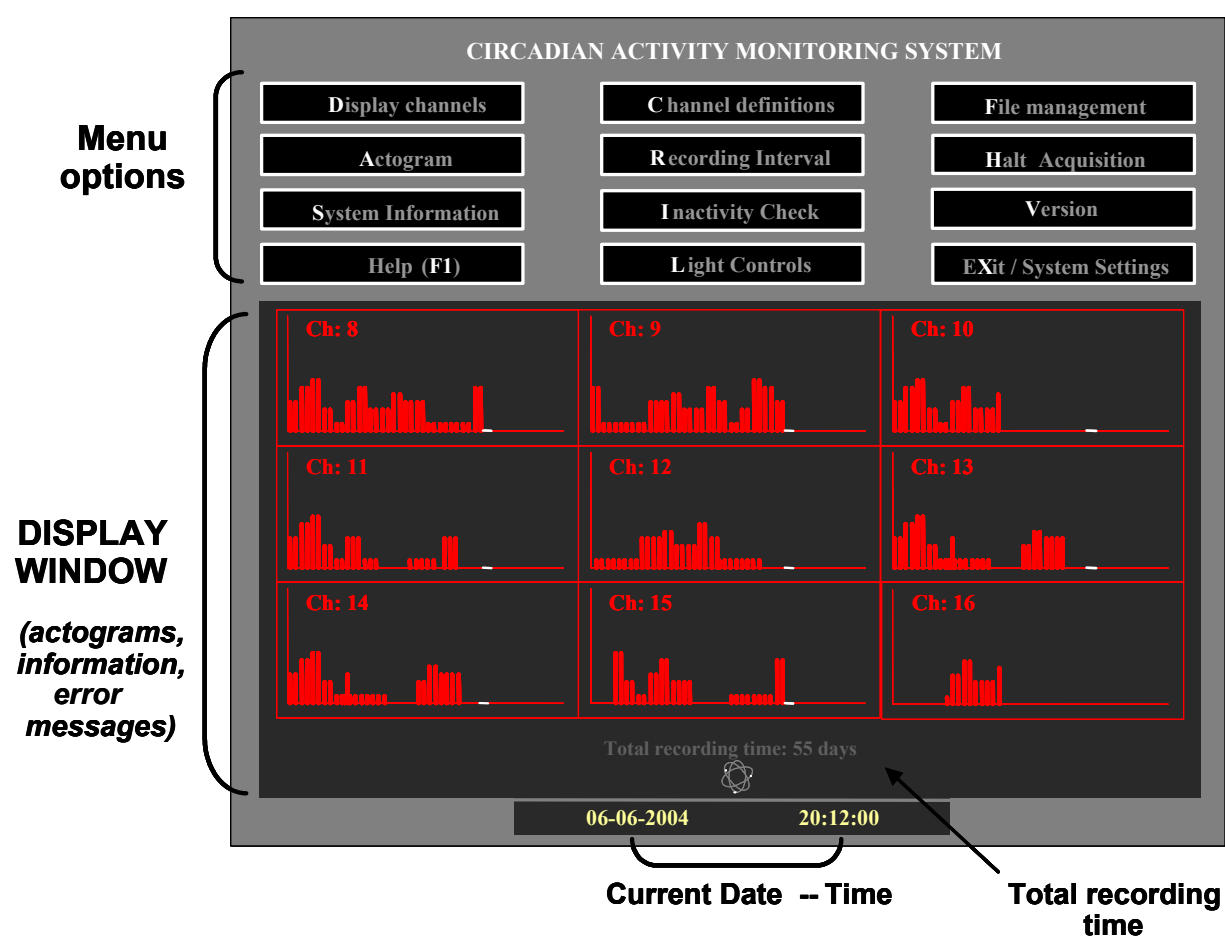 CIRCADIAN ACTIVITY MONITORING SYSTEM
Menu
options
Display channels
Channel definitions
File management
Actogram
Recording Interval
Halt Acquisition
System Information
Inactivity Check
Version
Help (F1)
Light Controls
EXit / System Settings
DISPLAY
WINDOW
(actograms,
information,
error
messages)
Ch: 8
Ch: 9
Ch: 10
Ch: 11
Ch: 12
Ch: 13
Ch: 14
Ch: 15
Ch: 16
Total recording time: 55 days
06-06-2004 20:12:00
Current Date -- Time
Total recording
time